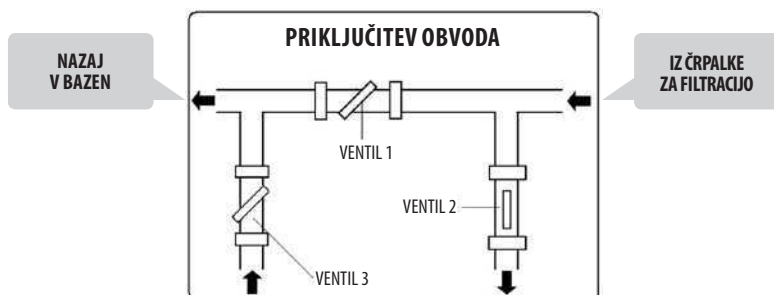 PRIKLJUČITEV OBVODA
NAZAJ
V BAZEN
IZ ČRPALKE
ZA FILTRACIJO
VENTIL 1
VENTIL 2
VENTIL 3